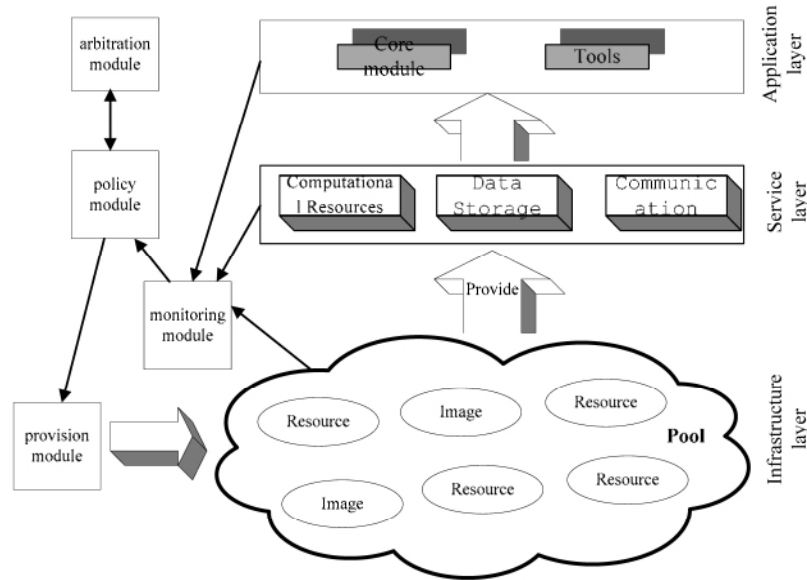 arbitration
module
Core
module
Tools
Application
layer
policy
module
Computationa
l Resources
Data
Storage
Communic
ation
Service
layer
monitoring
module
Provide
provision
module
Resource
Image
Resource
Pool
Image
Resource
Resource
Infrastructure
layer